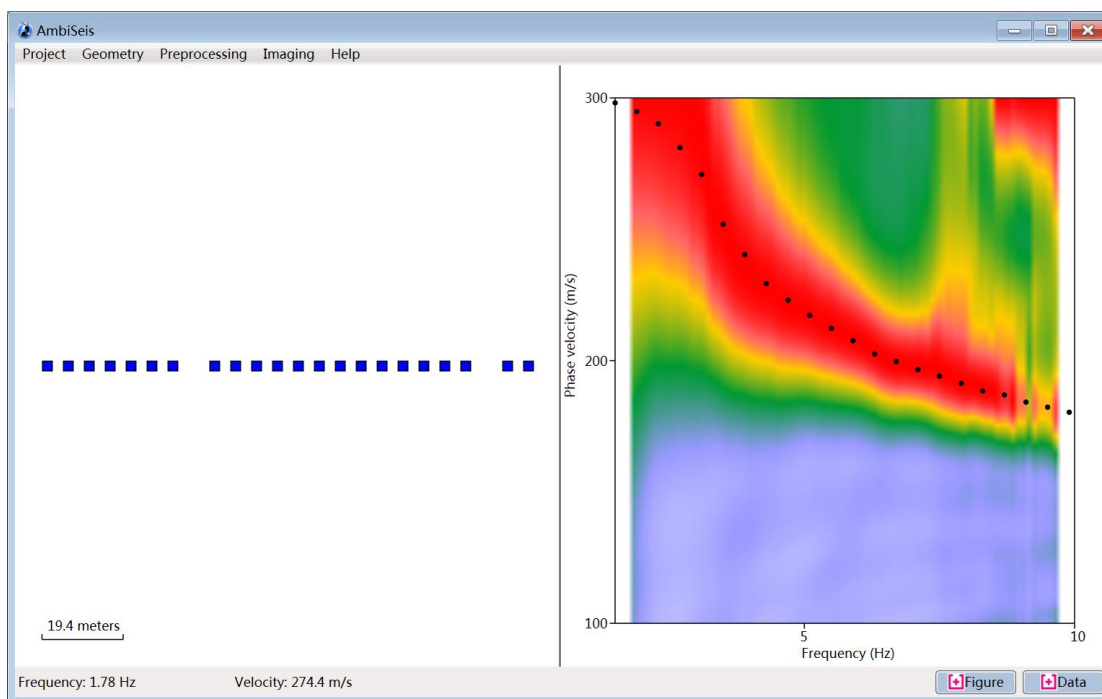 AmbiSeis
Project Geometry Preprocessing Imaging Help
300
200
100
Phase velocity (m/s)
5
10
Frequency (Hz)
19.4 meters
Frequency: 1.78 Hz
Velocity: 274.4 m/s
[+]Figure
[+]Data